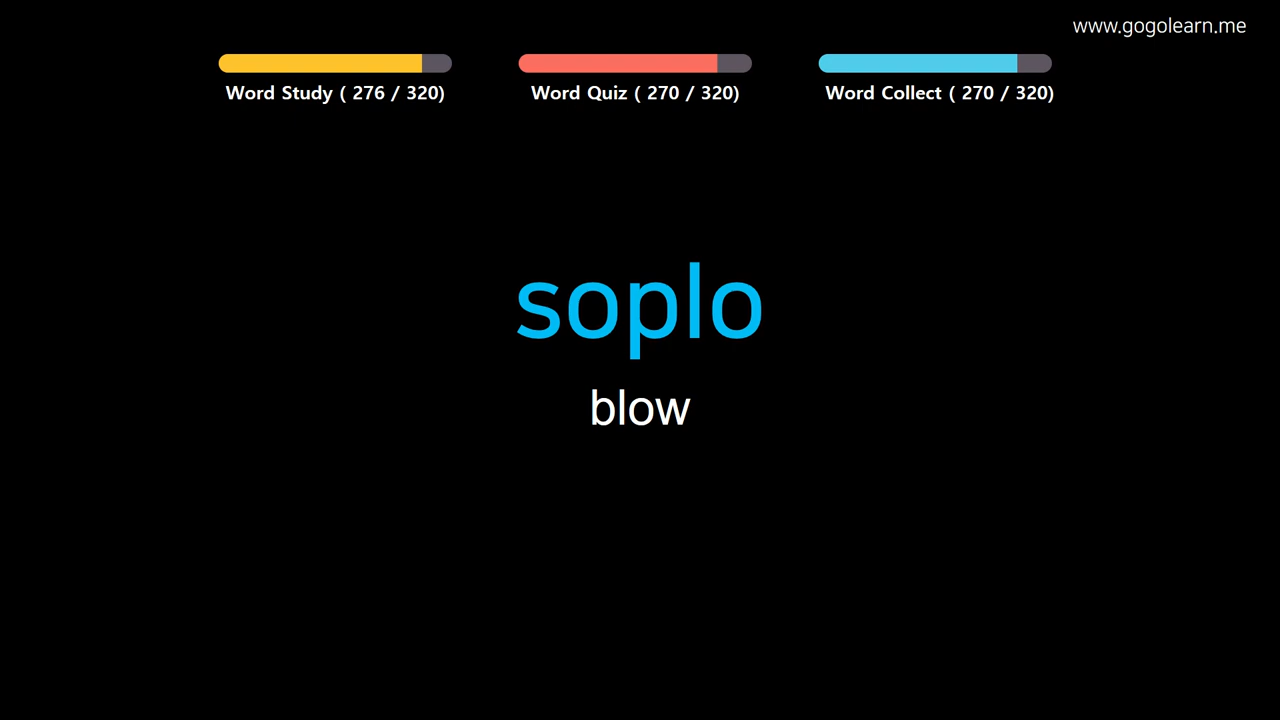 www.gogolearn.me
Word Study ( 276 / 320)
Word Quiz ( 270 / 320)
Word Collect ( 270 / 320)
soplo
blow